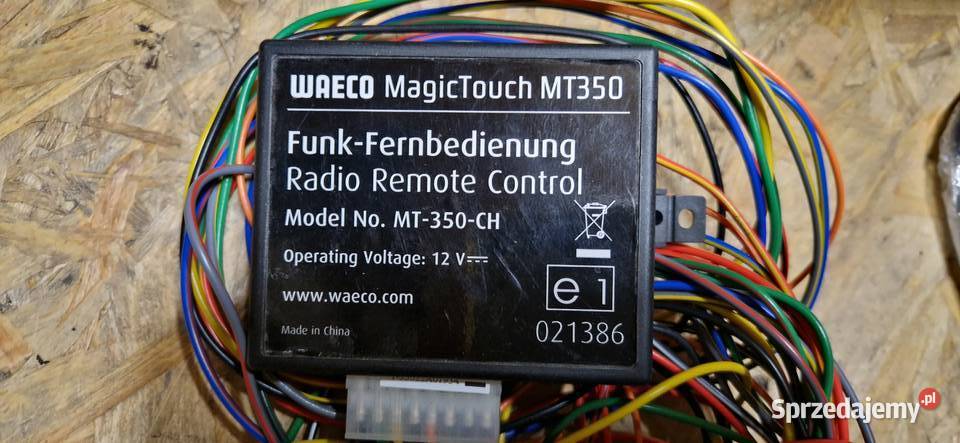 WAECO MagicTouch MT350
Funk-Fernbedienung
Radio Remote Control
Model No. MT-350-CH
Operating Voltage: 12 V
www.waeco.com
e 1
Made in China
021386
Sprzedajemy.pl